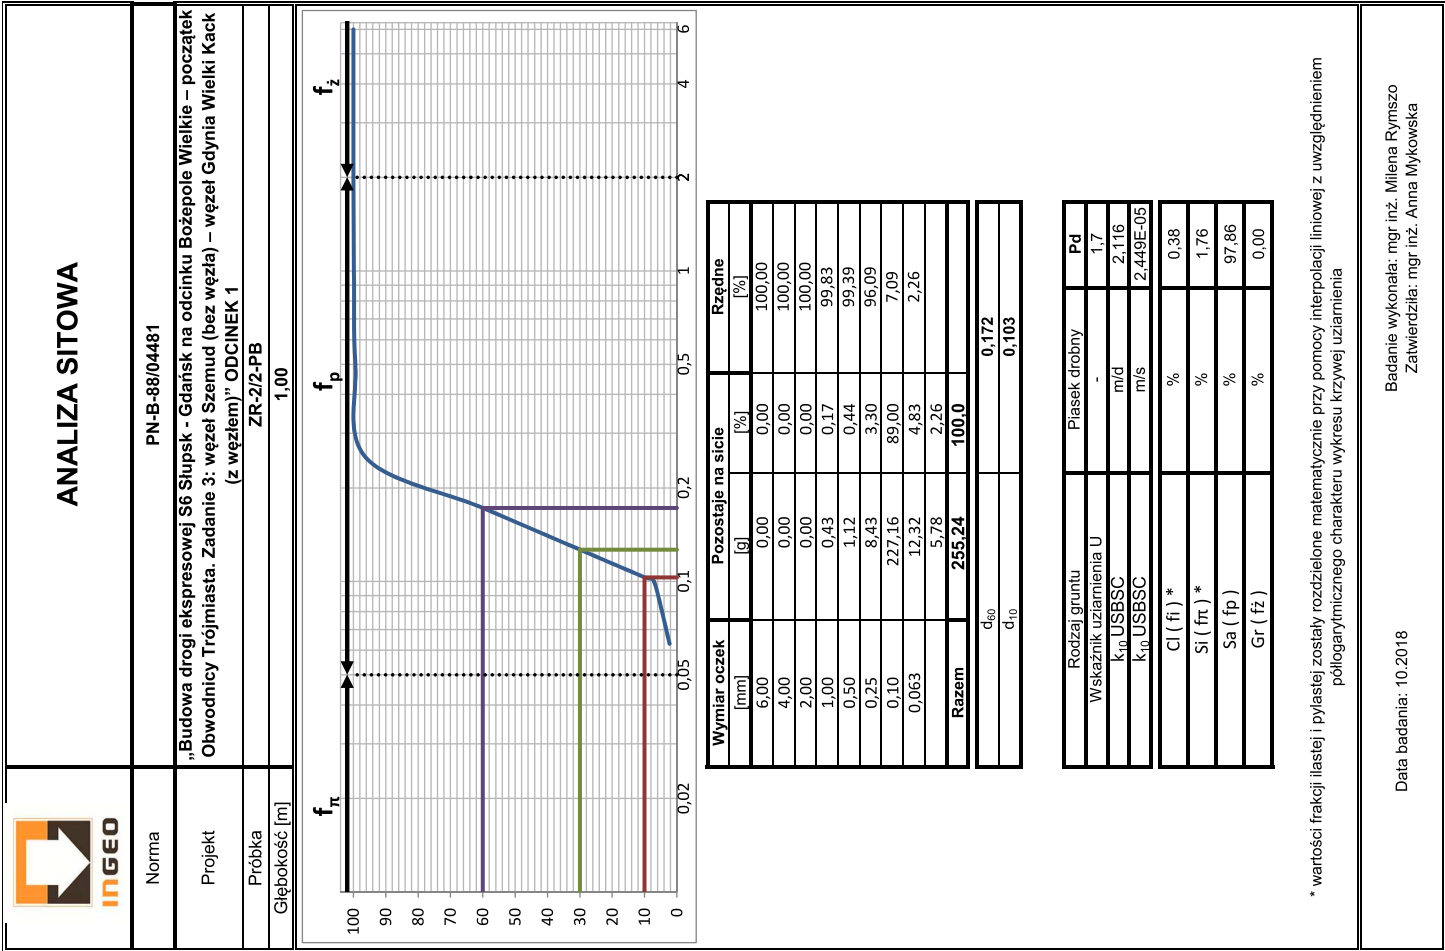 INGEO
ANALIZA SITOWA
Norma
PN-B-88/04481
Projekt
„Budowa drogi ekspresowej S6 Słupsk - Gdańsk na odcinku Bożepole Wielkie – początek
Obwodnicy Trójmiasta. Zadanie 3: węzeł Szemud (bez węzła) – węzeł Gdynia Wielki Kack
(z węzłem)” ODCINEK 1
Próbka
ZR-2/2-PB
Głębokość [m]
1,00
fπ
fp
fż
100
90
80
70
60
50
40
30
20
10
0
0,02
0,05
0,1
0,2
0,5
1
2
4
6
Wymiar oczek Pozostaje na sicie Rzędne
[mm] [g] [%] [%]
6,00 0,00 0,00 100,00
4,00 0,00 0,00 100,00
2,00 0,00 0,00 100,00
1,00 0,43 0,17 99,83
0,50 1,12 0,44 99,39
0,25 8,43 3,30 96,09
0,10 227,16 89,00 7,09
0,063 12,32 4,83 2,26
5,78 2,26
Razem 255,24 100,0
d60 0,172
d10 0,103
Rodzaj gruntu Piasek drobny Pd
Wskaźnik uziarnienia U - 1,7
k10 USBSC m/d 2,116
k10 USBSC m/s 2,449E-05
Cl ( fi ) * % 0,38
Si ( fπ ) * % 1,76
Sa ( fp ) % 97,86
Gr ( fż ) % 0,00
* wartości frakcji ilastej i pylastej zostały rozdzielone matematycznie przy pomocy interpolacji liniowej z uwzględnieniem
półlogarytmicznego charakteru wykresu krzywej uziarnienia
Data badania: 10.2018
Badanie wykonała: mgr inż. Milena Rymszo
Zatwierdziła: mgr inż. Anna Mykowska